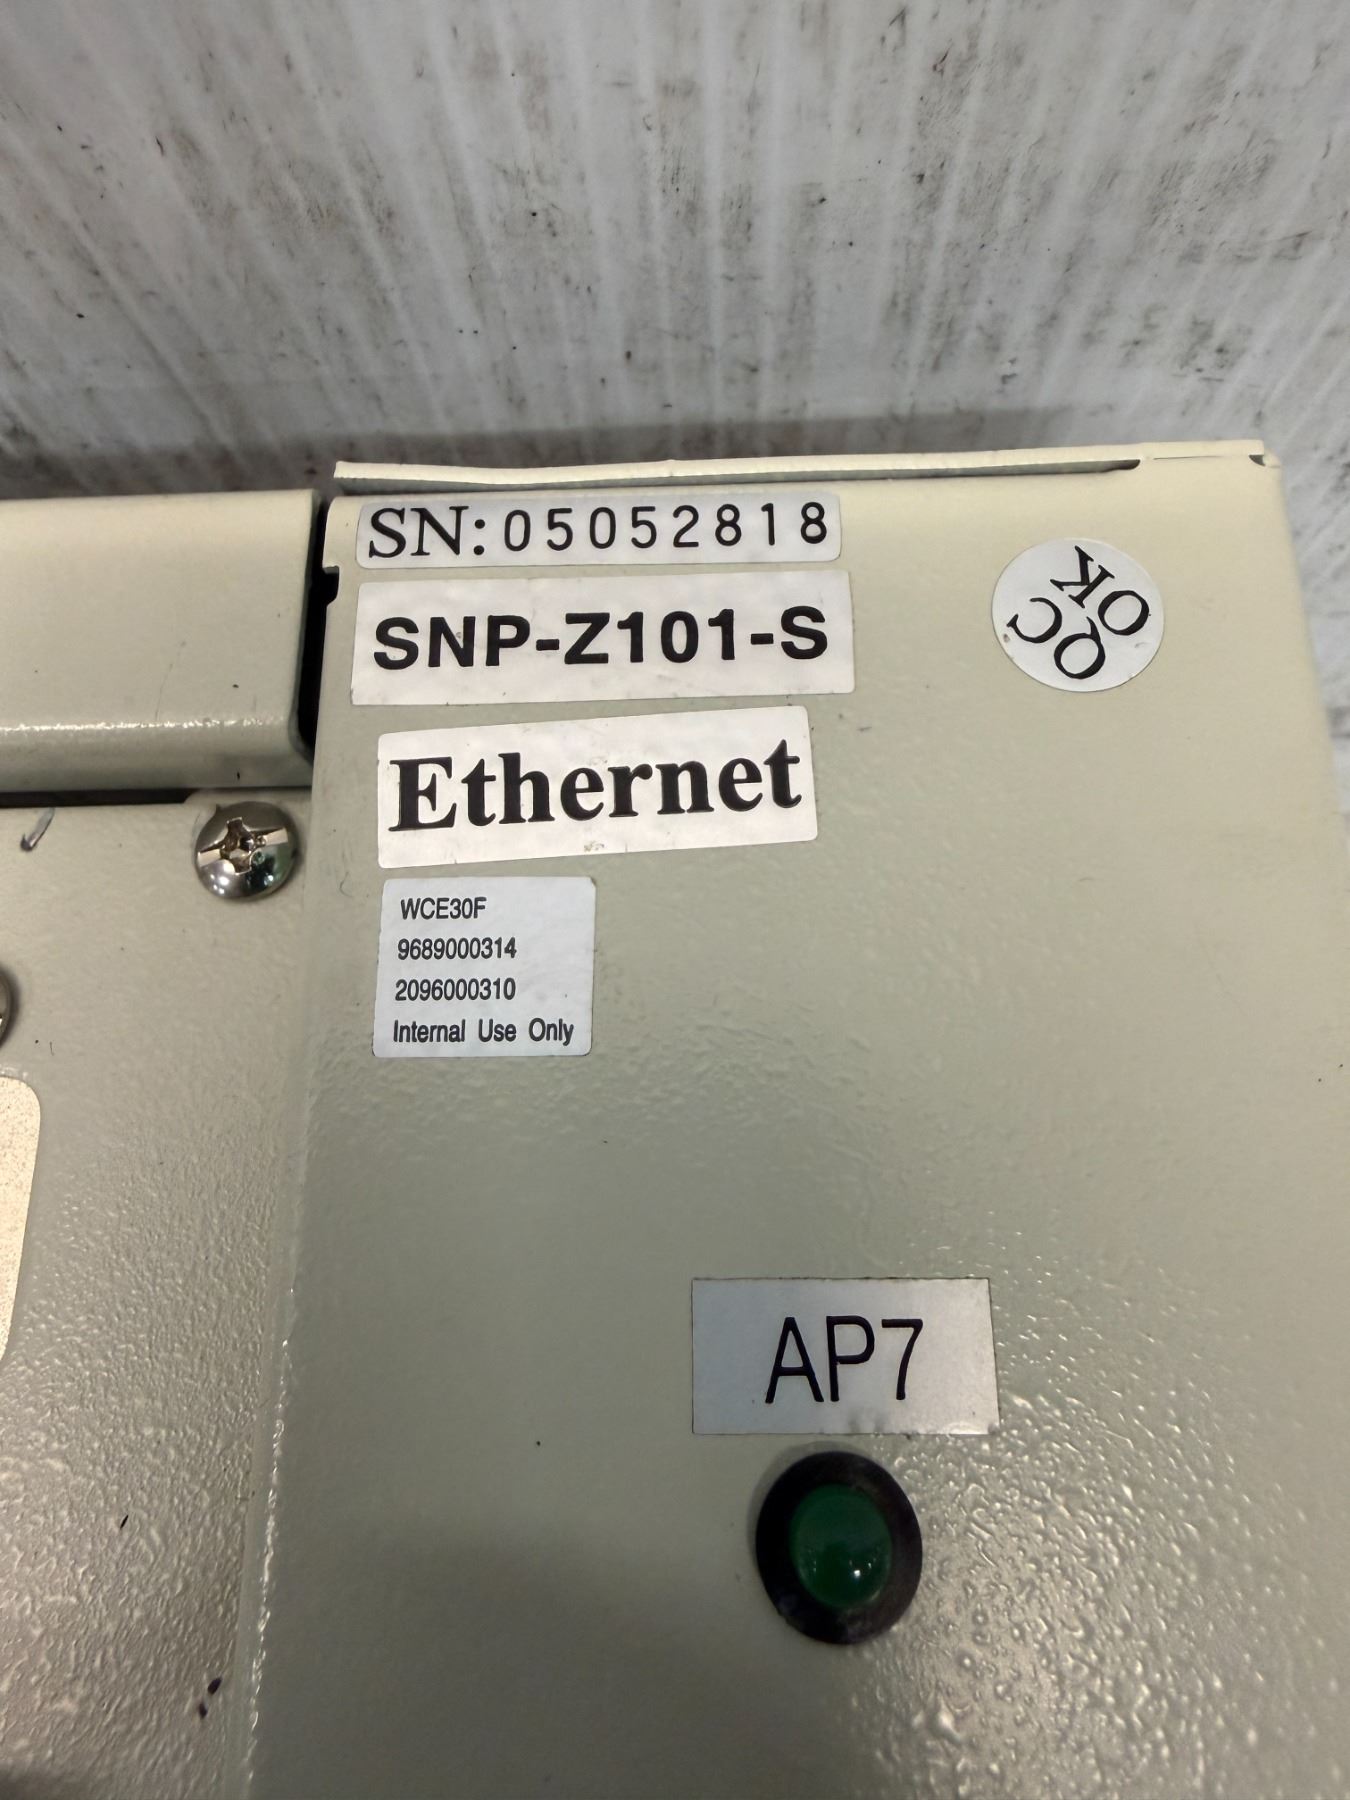 SN:05052818
SNP-Z101-S
QC
OK
Ethernet
WCE30F
9689000314
2096000310
Internal Use Only
AP7